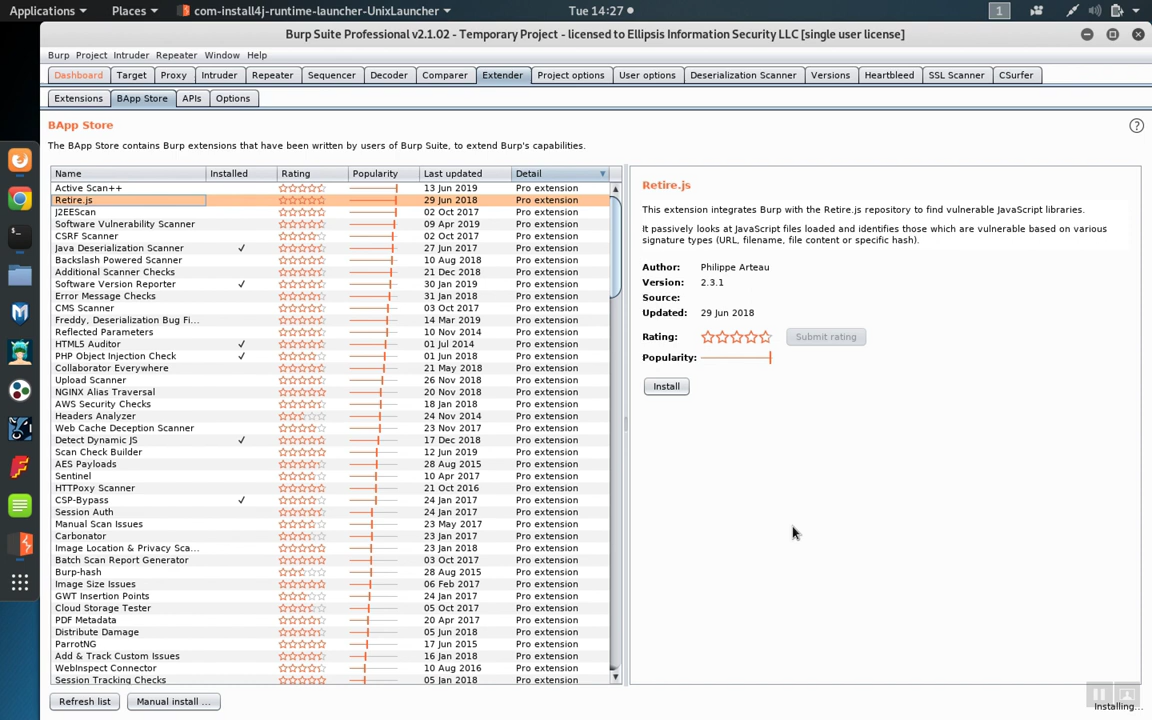 Applications Places com-install4j-runtime-launcher-UnixLauncher Tue 14:27 1
Burp Suite Professional v2.1.02 - Temporary Project - licensed to Ellipsis Information Security LLC [single user license]
Burp Project Intruder Repeater Window Help
Dashboard Target Proxy Intruder Repeater Sequencer Decoder Comparer Extender Project options User options Deserialization Scanner Versions Heartbleed SSL Scanner CSurfer
Extensions BApp Store APIs Options
BApp Store
The BApp Store contains Burp extensions that have been written by users of Burp Suite, to extend Burp's capabilities.
Name Installed Rating Popularity Last updated Detail
Active Scan++ 13 Jun 2019 Pro extension
Retire.js 29 Jun 2018 Pro extension
J2EEScan 02 Oct 2017 Pro extension
Software Vulnerability Scanner 09 Apr 2019 Pro extension
CSRF Scanner 02 Oct 2017 Pro extension
Java Deserialization Scanner ✓ 27 Jun 2017 Pro extension
Backslash Powered Scanner 10 Aug 2018 Pro extension
Additional Scanner Checks 21 Dec 2018 Pro extension
Software Version Reporter ✓ 30 Jan 2019 Pro extension
Error Message Checks 31 Jan 2018 Pro extension
CMS Scanner 03 Oct 2017 Pro extension
Freddy, Deserialization Bug Fi... 14 Mar 2019 Pro extension
Reflected Parameters 10 Nov 2014 Pro extension
HTML5 Auditor ✓ 01 Jul 2014 Pro extension
PHP Object Injection Check ✓ 01 Jun 2018 Pro extension
Collaborator Everywhere 21 May 2018 Pro extension
Upload Scanner 26 Nov 2018 Pro extension
NGINX Alias Traversal 20 Nov 2018 Pro extension
AWS Security Checks 18 Jan 2018 Pro extension
Headers Analyzer 24 Nov 2014 Pro extension
Web Cache Deception Scanner 23 Nov 2017 Pro extension
Detect Dynamic JS ✓ 17 Dec 2018 Pro extension
Scan Check Builder 12 Jun 2019 Pro extension
AES Payloads 28 Aug 2015 Pro extension
Sentinel 10 Apr 2017 Pro extension
HTTPoxy Scanner 21 Oct 2016 Pro extension
CSP-Bypass ✓ 24 Jan 2017 Pro extension
Session Auth 24 Jan 2017 Pro extension
Manual Scan Issues 23 May 2017 Pro extension
Carbonator 23 Jan 2017 Pro extension
Image Location & Privacy Sca... 23 Jan 2018 Pro extension
Batch Scan Report Generator 03 Oct 2017 Pro extension
Burp-hash 28 Aug 2015 Pro extension
Image Size Issues 06 Feb 2017 Pro extension
GWT Insertion Points 24 Jan 2017 Pro extension
Cloud Storage Tester 05 Oct 2017 Pro extension
PDF Metadata 20 Apr 2017 Pro extension
Distribute Damage 05 Jun 2018 Pro extension
ParrotNG 17 Jun 2015 Pro extension
Add & Track Custom Issues 16 Jan 2018 Pro extension
WebInspect Connector 10 Aug 2016 Pro extension
Session Tracking Checks 05 Jan 2018 Pro extension
Refresh list Manual install ...
Retire.js
This extension integrates Burp with the Retire.js repository to find vulnerable JavaScript libraries.
It passively looks at JavaScript files loaded and identifies those which are vulnerable based on various
signature types (URL, filename, file content or specific hash).
Author: Philippe Arteau
Version: 2.3.1
Source:
Updated: 29 Jun 2018
Rating: Submit rating
Popularity:
Install
Installing...